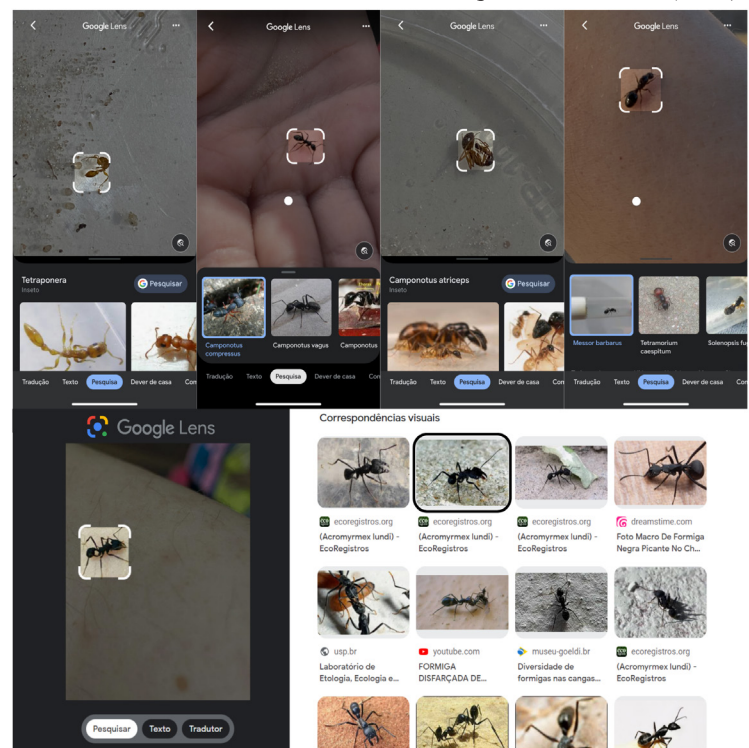 Google Lens
Tetraponera
Inseto
Pesquisar
Tradução Texto Pesquisa Dever de casa
Google Lens
Camponotus compressus
Camponotus vagus
Camponotus
Tradução Texto Pesquisa Dever de casa
Google Lens
Camponotus atriceps
Inseto
Pesquisar
Tradução Texto Pesquisa Dever de casa
Google Lens
Messor barbarus
Tetramorium caespitum
Solenopsis
Tradução Texto Pesquisa Dever de casa
Google Lens
Pesquisar Texto Tradutor
Correspondências visuais
ecoregistros.org
(Acromyrmex lundi) -
EcoRegistros
ecoregistros.org
(Acromyrmex lundi) -
EcoRegistros
ecoregistros.org
(Acromyrmex lundi) -
EcoRegistros
dreamstime.com
Foto Macro De Formiga
Negra Picante No Ch...
usp.br
Laboratório de
Etologia, Ecologia e...
youtube.com
FORMIGA
DISFARÇADA DE...
museu-goeldi.br
Diversidade de
formigas nas cangas...
ecoregistros.org
(Acromyrmex lundi) -
EcoRegistros